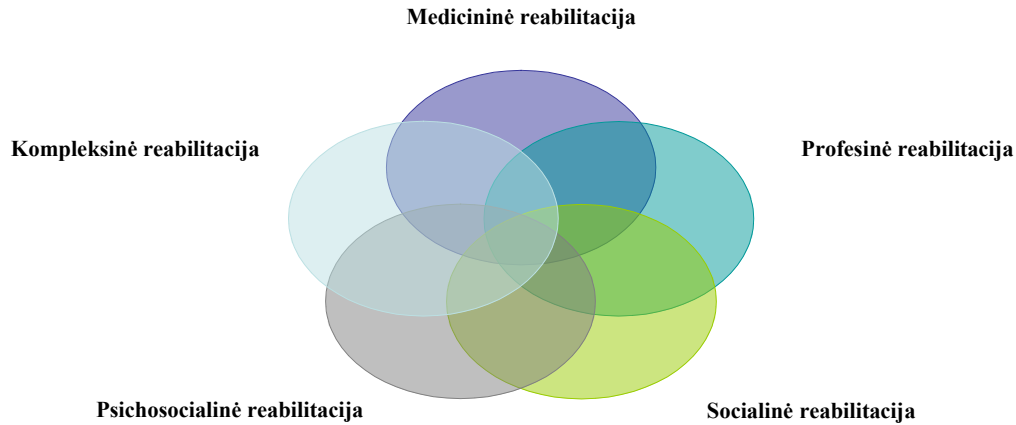 Medicininė reabilitacija
Kompleksinė reabilitacija
Profesinė reabilitacija
Psichosocialinė reabilitacija
Socialinė reabilitacija